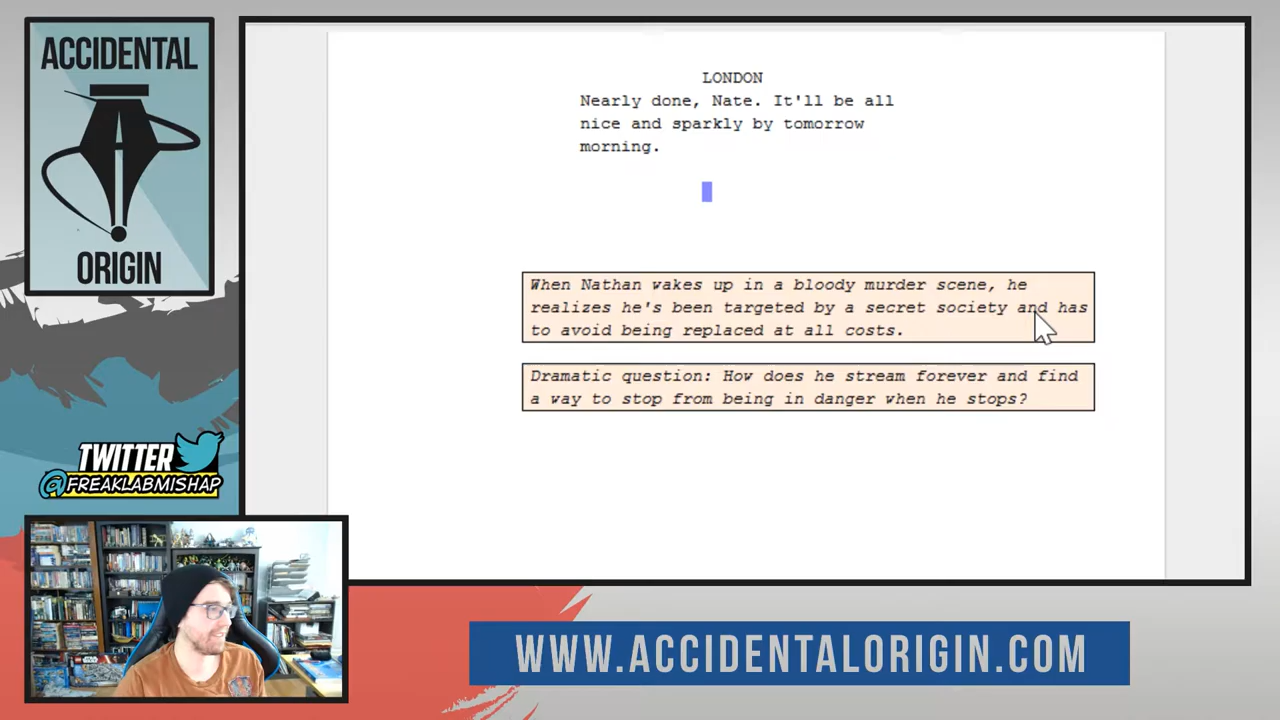 ACCIDENTAL
ORIGIN
TWITTER
@FREAKLABMISHAP
LONDON
Nearly done, Nate. It'll be all
nice and sparkly by tomorrow
morning.
When Nathan wakes up in a bloody murder scene, he
realizes he's been targeted by a secret society and has
to avoid being replaced at all costs.
Dramatic question: How does he stream forever and find
a way to stop from being in danger when he stops?
WWW.ACCIDENTALORIGIN.COM